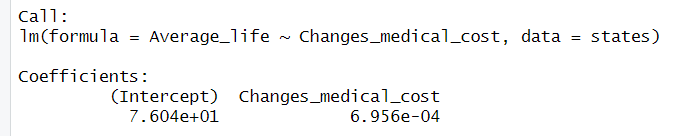 Call:
lm(formula = Average_life ~ Changes_medical_cost, data = states)
Coefficients:
(Intercept) Changes_medical_cost
7.604e+01 6.956e-04